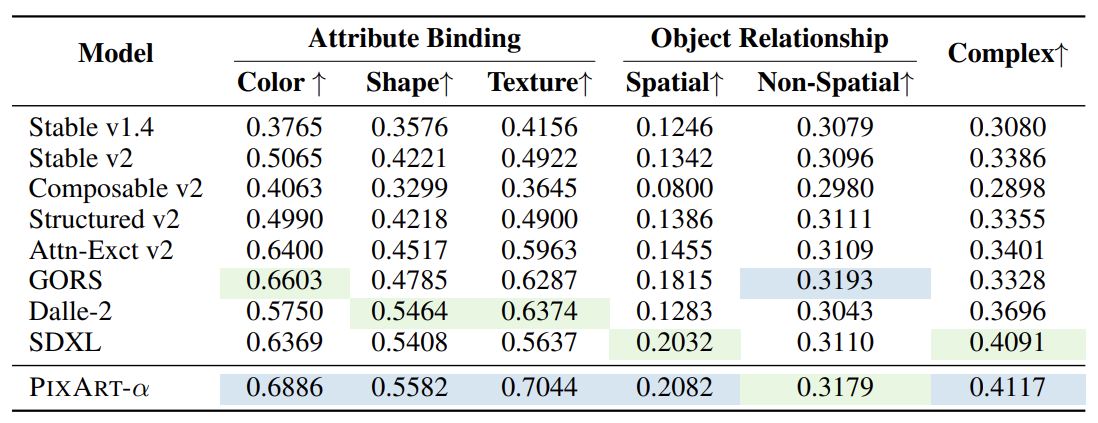 Model Attribute Binding Object Relationship Complex↑
Color ↑ Shape↑ Texture↑ Spatial↑ Non-Spatial↑
Stable v1.4 0.3765 0.3576 0.4156 0.1246 0.3079 0.3080
Stable v2 0.5065 0.4221 0.4922 0.1342 0.3096 0.3386
Composable v2 0.4063 0.3299 0.3645 0.0800 0.2980 0.2898
Structured v2 0.4990 0.4218 0.4900 0.1386 0.3111 0.3355
Attn-Exct v2 0.6400 0.4517 0.5963 0.1455 0.3109 0.3401
GORS 0.6603 0.4785 0.6287 0.1815 0.3193 0.3328
Dalle-2 0.5750 0.5464 0.6374 0.1283 0.3043 0.3696
SDXL 0.6369 0.5408 0.5637 0.2032 0.3110 0.4091
PIXART-α 0.6886 0.5582 0.7044 0.2082 0.3179 0.4117